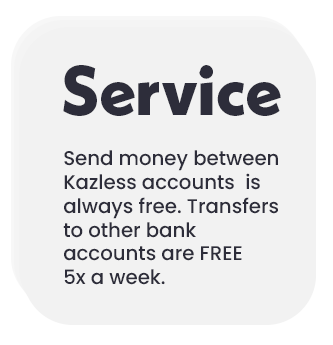 Service
Send money between
Kazless accounts  is
always free. Transfers
to other bank
accounts are FREE
5x a week.